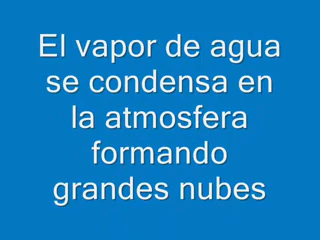 El vapor de agua
se condensa en
la atmosfera
formando
grandes nubes